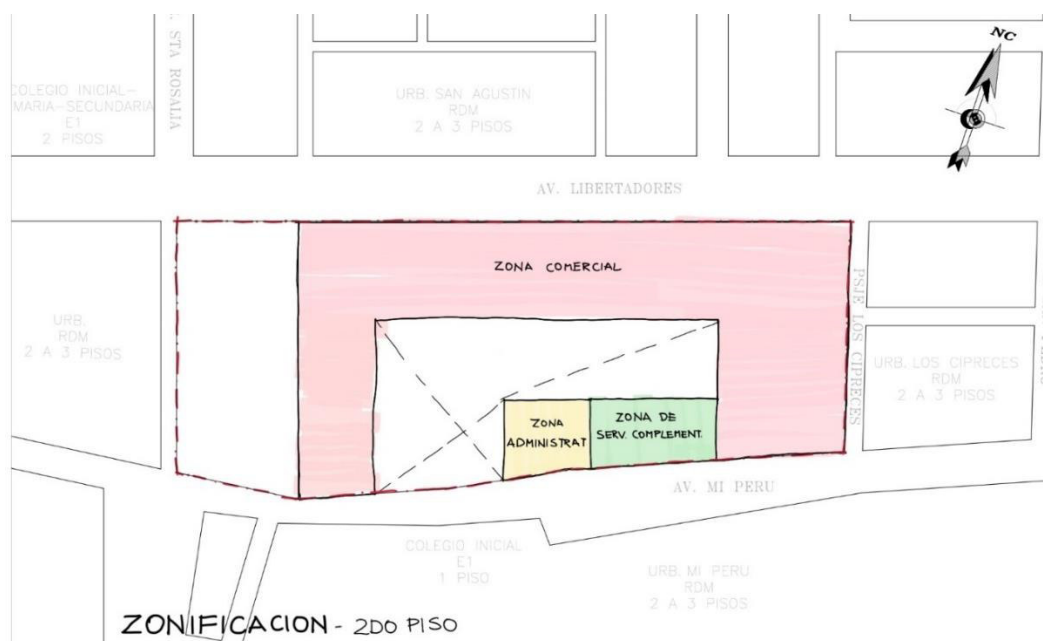 NC
STA ROSALIA
COLEGIO INICIAL-
MARIA-SECUNDARIA
E1
2 PISOS
URB. SAN AGUSTIN
RDM
2 A 3 PISOS
AV. LIBERTADORES
ZONA COMERCIAL
PSJE LOS CIPRECES
URB.
RDM
2 A 3 PISOS
URB. LOS CIPRECES
RDM
2 A 3 PISOS
ZONA
ADMINISTRAT
ZONA DE
SERV. COMPLEMENT.
AV. MI PERU
COLEGIO INICIAL
E1
1 PISO
URB. MI PERU
RDM
2 A 3 PISOS
ZONIFICACION - 2DO PISO